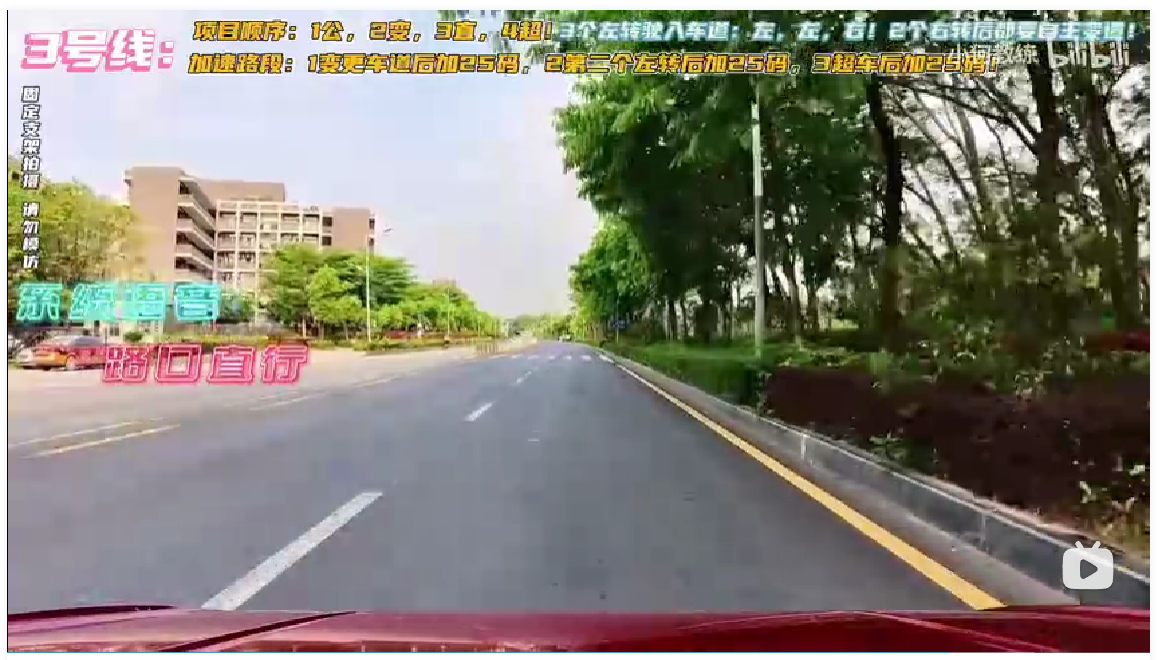 3号线:
项目顺序：1公，2变，3直，4超！3个左转驶入车道：左，左，右！2个右转后都要自主变道！
加速路段：1变更车道后加25码，2第二个左转后加25码，3超车后加25码！
教练 bilibili
固定支架拍摄 请勿模仿
系统语音
路口直行